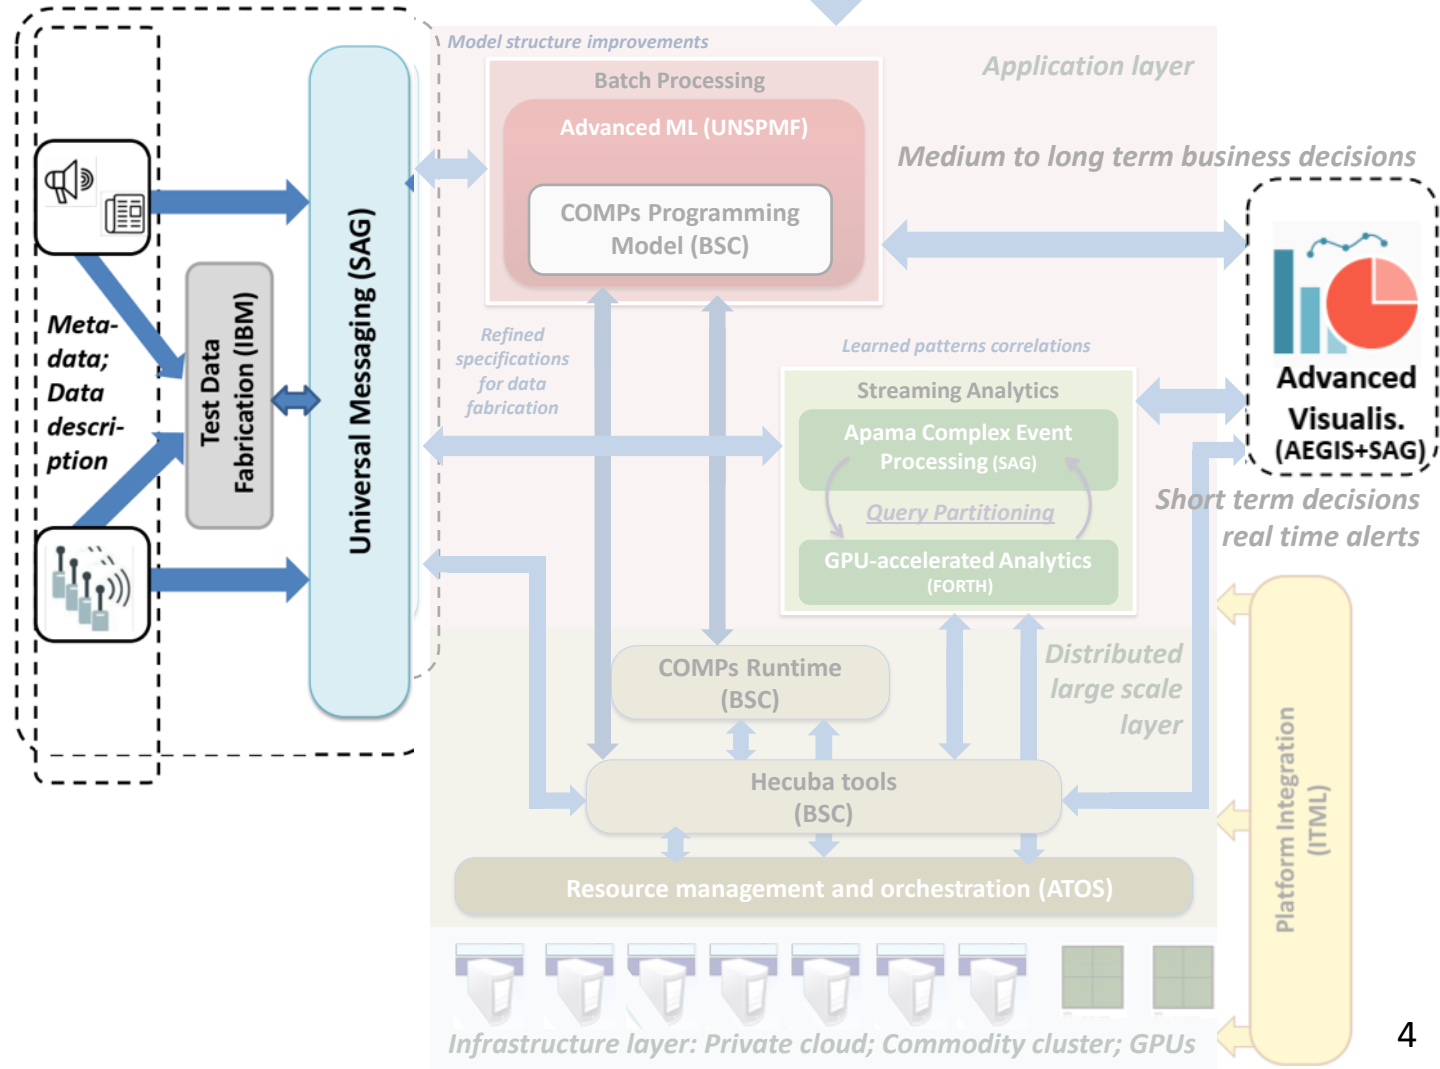 Model structure improvements
Application layer
Batch Processing
Advanced ML (UNSPMF)
COMPs Programming
Model (BSC)
Medium to long term business decisions
Universal Messaging (SAG)
Test Data
Fabrication (IBM)
Meta-
data;
Data
descri-
ption
Refined
specifications
for data
fabrication
Learned patterns correlations
Streaming Analytics
Apama Complex Event
Processing (SAG)
Query Partitioning
GPU-accelerated Analytics
(FORTH)
Advanced
Visualis.
(AEGIS+SAG)
Short term decisions
real time alerts
COMPs Runtime
(BSC)
Distributed
large scale
layer
Hecuba tools
(BSC)
Resource management and orchestration (ATOS)
Platform Integration
(ITML)
Infrastructure layer: Private cloud; Commodity cluster; GPUs
4